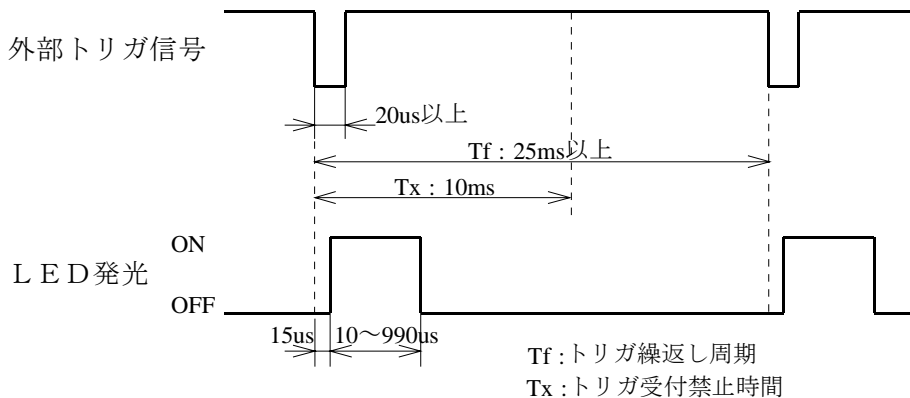 外部トリガ信号
20us以上
Tf : 25ms以上
Tx : 10ms
ON
ＬＥＤ発光
OFF
15us 10～990us
Tf :トリガ繰返し周期
Tx :トリガ受付禁止時間